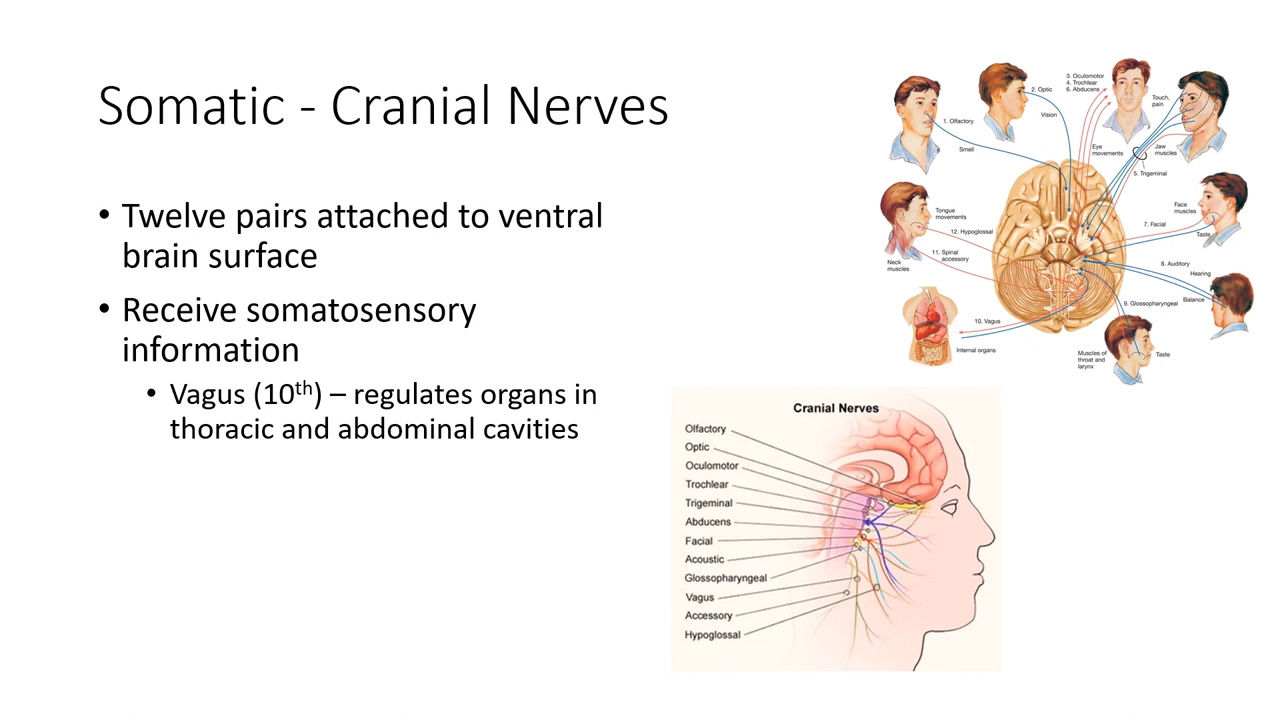 Somatic - Cranial Nerves
• Twelve pairs attached to ventral
brain surface
• Receive somatosensory
information
• Vagus (10th) – regulates organs in
thoracic and abdominal cavities
3. Oculomotor
4. Trochlear
6. Abducens
2. Optic
Vision
Touch,
pain
1. Olfactory
Smell
Eye
movements
Jaw
muscles
5. Trigeminal
Tongue
movements
12. Hypoglossal
Face
muscles
7. Facial
Taste
11. Spinal
accessory
Neck
muscles
8. Auditory
Hearing
Balance
9. Glossopharyngeal
10. Vagus
Internal organs
Muscles of
throat and
larynx
Taste
Cranial Nerves
Olfactory
Optic
Oculomotor
Trochlear
Trigeminal
Abducens
Facial
Acoustic
Glossopharyngeal
Vagus
Accessory
Hypoglossal